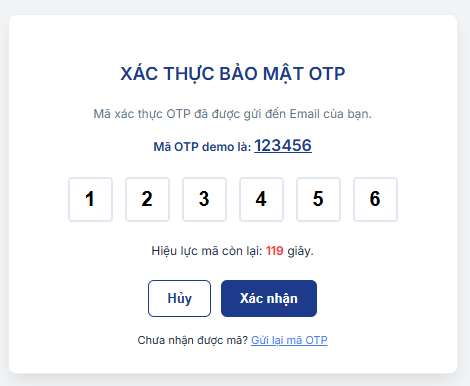 XÁC THỰC BẢO MẬT OTP
Mã xác thực OTP đã được gửi đến Email của bạn.
Mã OTP demo là: 123456
1 2 3 4 5 6
Hiệu lực mã còn lại: 119 giây.
Hủy Xác nhận
Chưa nhận được mã? Gửi lại mã OTP